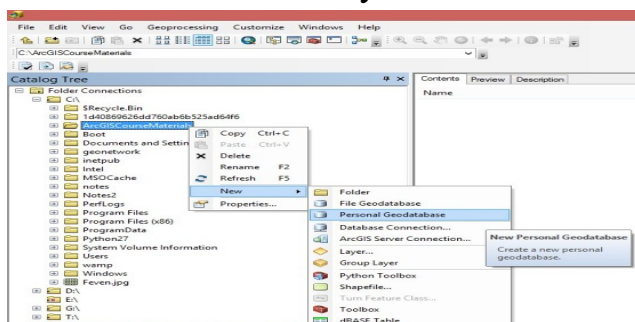 File Edit View Go Geoprocessing Customize Windows Help
C:\ArcGISCourseMaterials
Catalog Tree
Contents Preview Description
Name
Folder Connections
C:\
$Recycle.Bin
1d40869626dd760ab6b525ad64f6
ArcGISCourseMaterials
Boot
Documents and Settin
geonetwork
inetpub
Intel
MSOCache
notes
Notes2
PerfLogs
Program Files
Program Files (x86)
ProgramData
Python27
System Volume Information
Users
wamp
Windows
Feven.jpg
D:\
E:\
G:\
T:\
Copy Ctrl+C
Paste Ctrl+V
Delete
Rename F2
Refresh F5
New
Properties...
Folder
File Geodatabase
Personal Geodatabase
Database Connection...
ArcGIS Server Connection...
Layer...
Group Layer
Python Toolbox
Shapefile...
Turn Feature Class...
Toolbox
dBASE Table
New Personal Geodatabase
Create a new personal
geodatabase.